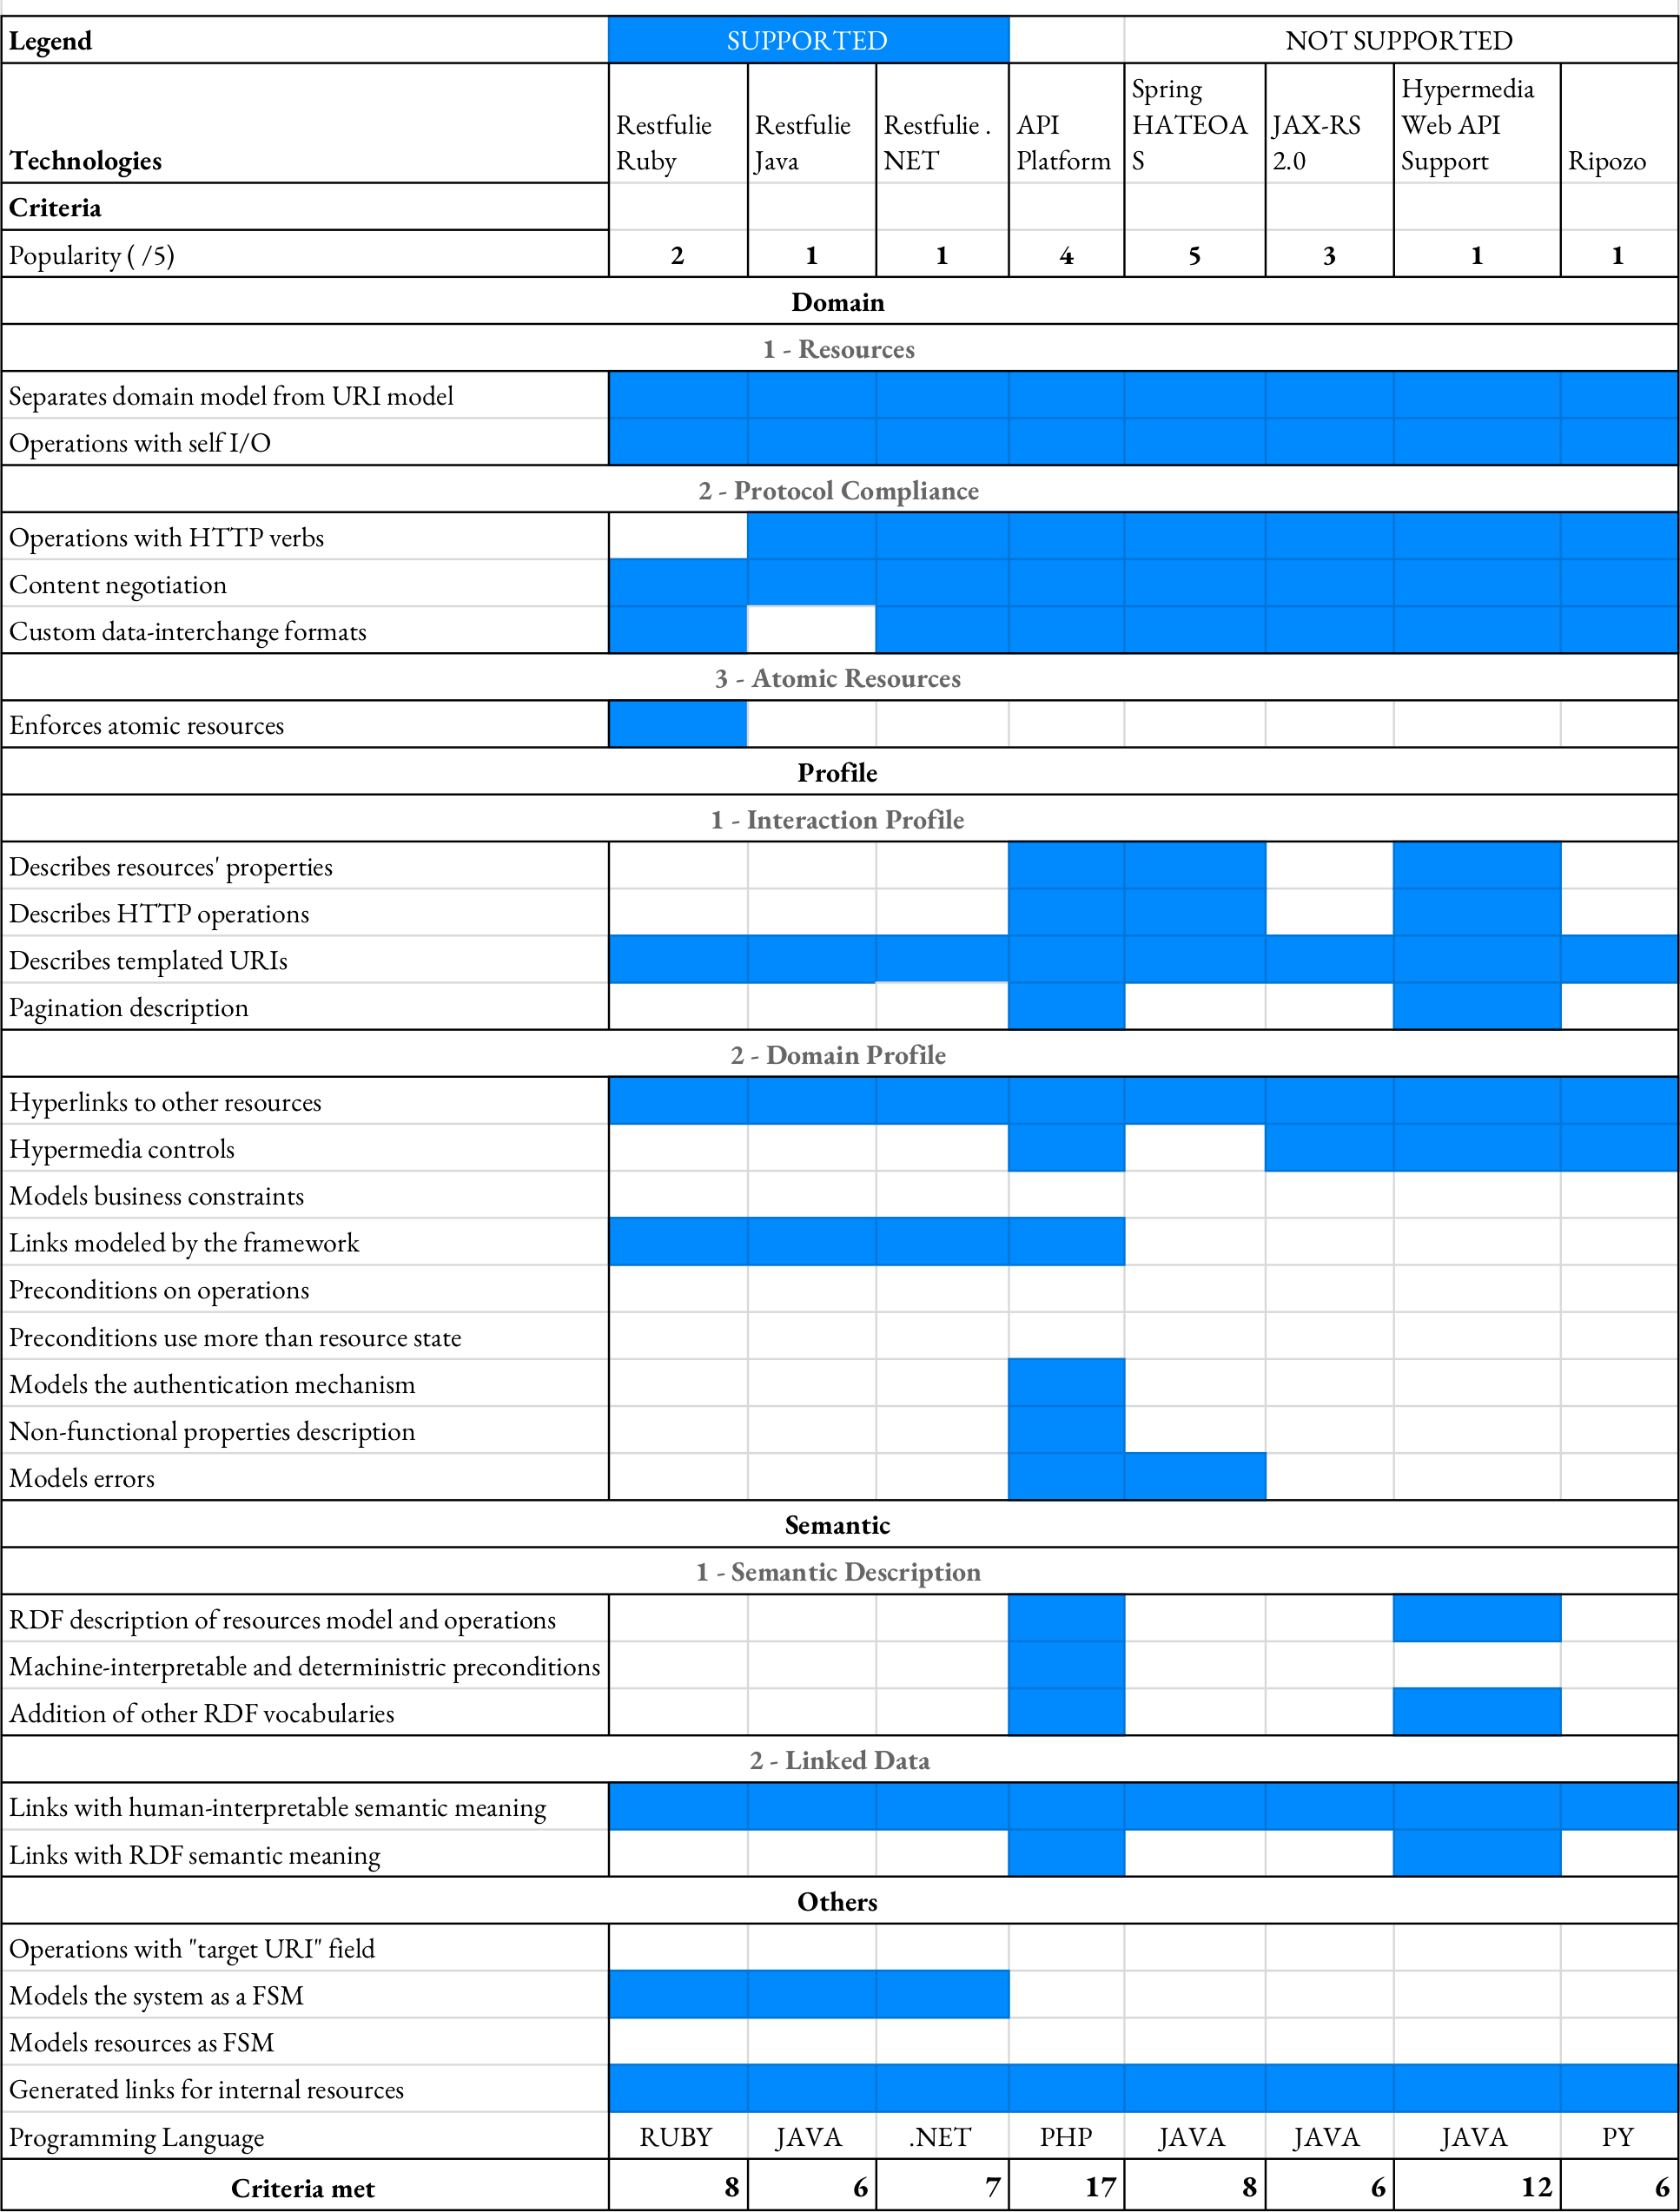 Legend SUPPORTED NOT SUPPORTED
Technologies
Restfulie
Ruby
Restfulie
Java
Restfulie .
NET
API
Platform
Spring
HATEOA
S
JAX-RS
2.0
Hypermedia
Web API
Support
Ripozo
Criteria
Popularity ( /5) 2 1 1 4 5 3 1 1
Domain
1 - Resources
Separates domain model from URI model
Operations with self I/O
2 - Protocol Compliance
Operations with HTTP verbs
Content negotiation
Custom data-interchange formats
3 - Atomic Resources
Enforces atomic resources
Profile
1 - Interaction Profile
Describes resources' properties
Describes HTTP operations
Describes templated URIs
Pagination description
2 - Domain Profile
Hyperlinks to other resources
Hypermedia controls
Models business constraints
Links modeled by the framework
Preconditions on operations
Preconditions use more than resource state
Models the authentication mechanism
Non-functional properties description
Models errors
Semantic
1 - Semantic Description
RDF description of resources model and operations
Machine-interpretable and deterministric preconditions
Addition of other RDF vocabularies
2 - Linked Data
Links with human-interpretable semantic meaning
Links with RDF semantic meaning
Others
Operations with "target URI" field
Models the system as a FSM
Models resources as FSM
Generated links for internal resources
Programming Language RUBY JAVA .NET PHP JAVA JAVA JAVA PY
Criteria met 8 6 7 17 8 6 12 6